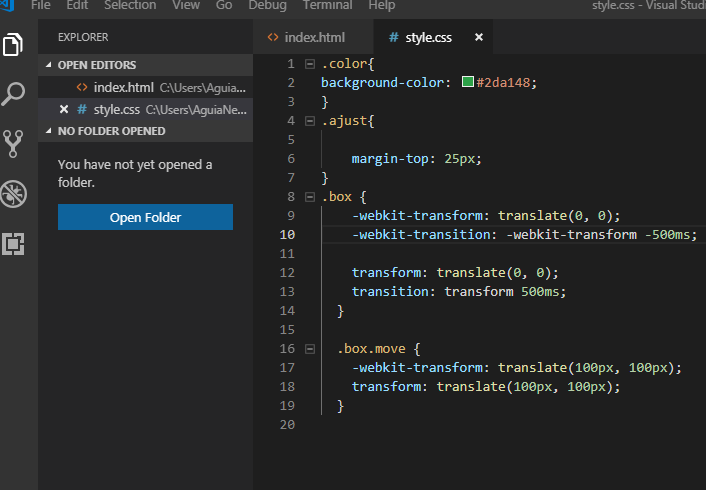 File Edit Selection View Go Debug Terminal Help style.css - Visual Studi
EXPLORER
OPEN EDITORS
<> index.html C:\Users\Aguia...
× # style.css C:\Users\AguiaNe...
NO FOLDER OPENED
You have not yet opened a
folder.
Open Folder
<> index.html # style.css ×
1 .color{
2 background-color: #2da148;
3 }
4 .ajust{
5
6 margin-top: 25px;
7 }
8 .box {
9 -webkit-transform: translate(0, 0);
10 -webkit-transition: -webkit-transform -500ms;
11
12 transform: translate(0, 0);
13 transition: transform 500ms;
14 }
15
16 .box.move {
17 -webkit-transform: translate(100px, 100px);
18 transform: translate(100px, 100px);
19 }
20